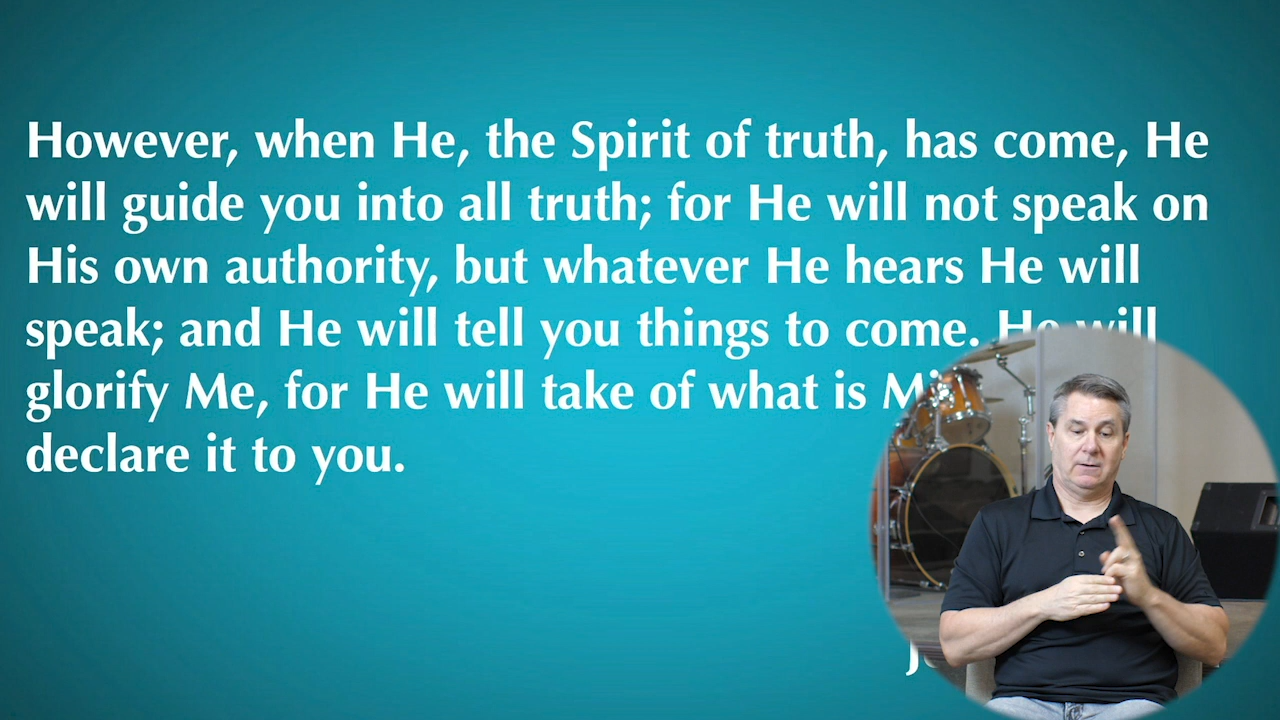 However, when He, the Spirit of truth, has come, He
will guide you into all truth; for He will not speak on
His own authority, but whatever He hears He will
speak; and He will tell you things to come. He will
glorify Me, for He will take of what is
declare it to you.